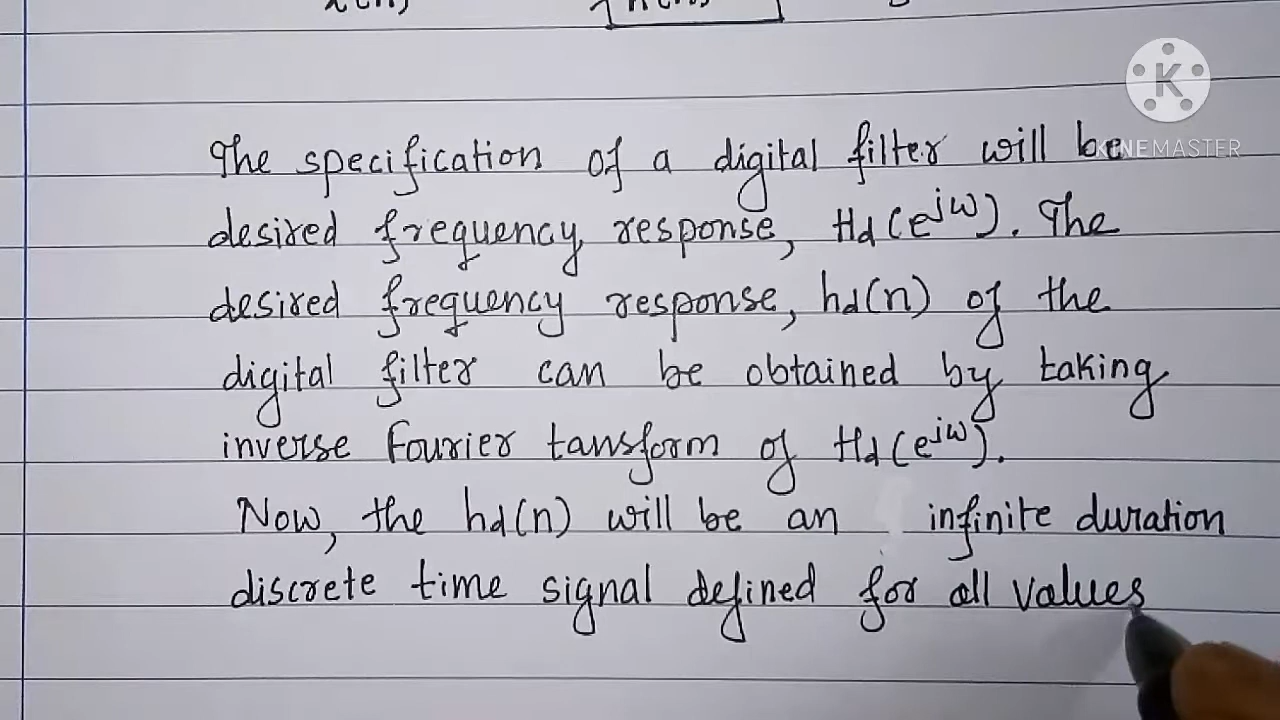 K
KINEMASTER
The specification of a digital filter will be
desired frequency response, Hd(e^jω). The
desired frequency response, hd(n) of the
digital filter can be obtained by taking
inverse Fourier tansform of Hd(e^jω).
Now, the hd(n) will be an infinite duration
discrete time signal defined for all values